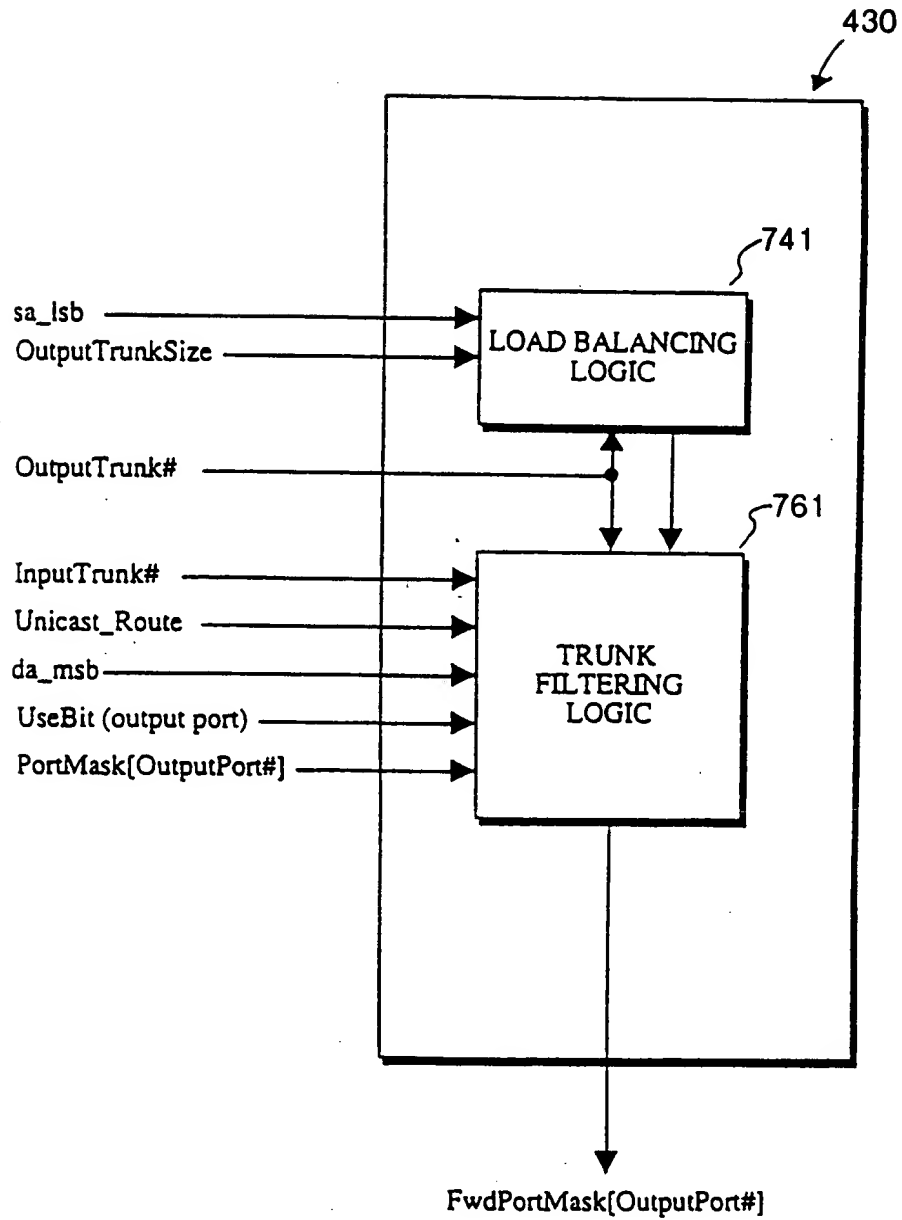 430
741
sa_lsb
OutputTrunkSize
LOAD BALANCING
LOGIC
OutputTrunk#
761
InputTrunk#
Unicast_Route
da_msb
UseBit (output port)
PortMask[OutputPort#]
TRUNK
FILTERING
LOGIC
FwdPortMask[OutputPort#]